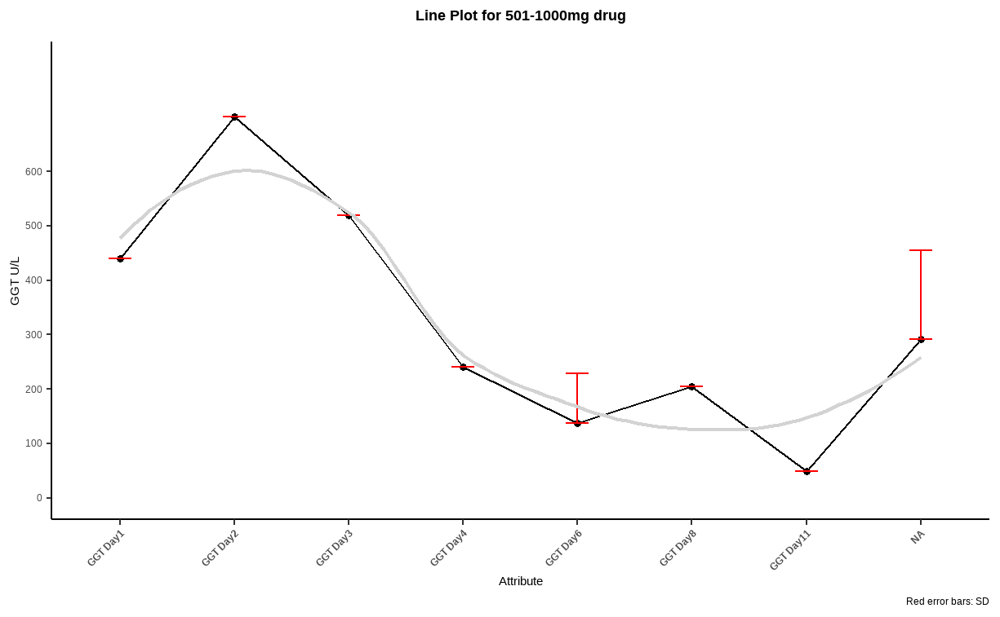 Line Plot for 501-1000mg drug
GGT U/L
600
500
400
300
200
100
0
GGT Day1
GGT Day2
GGT Day3
GGT Day4
GGT Day6
GGT Day8
GGT Day11
NA
Attribute
Red error bars: SD